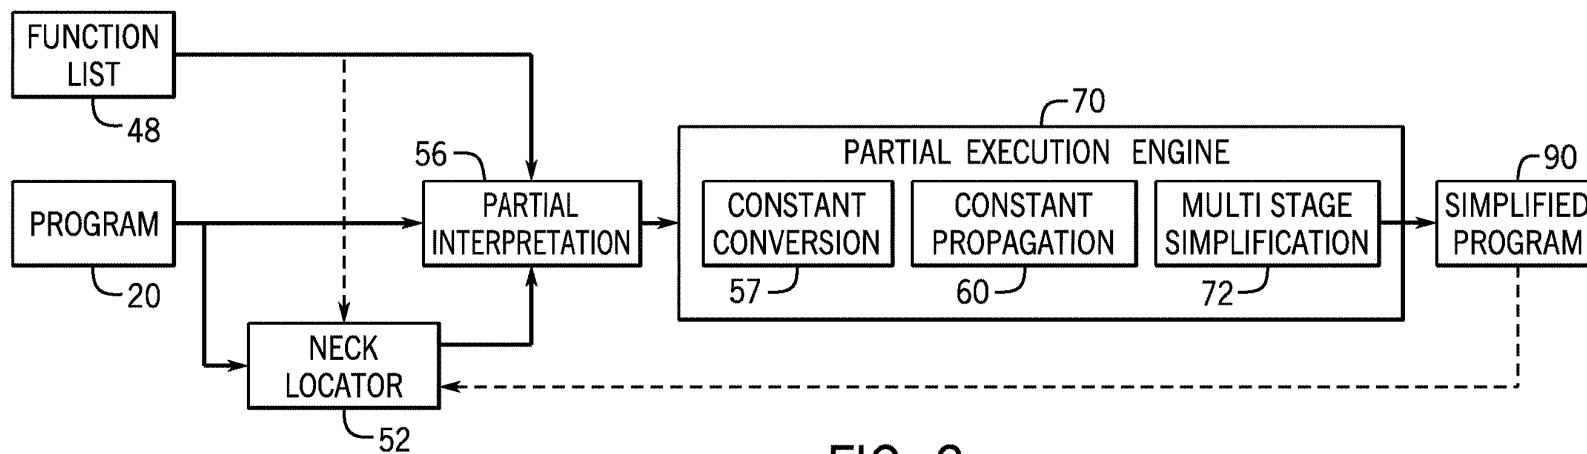 FUNCTION
LIST
48
70
PARTIAL EXECUTION ENGINE
56
90
PROGRAM
20
PARTIAL
INTERPRETATION
CONSTANT
CONVERSION
57
CONSTANT
PROPAGATION
60
MULTI STAGE
SIMPLIFICATION
72
SIMPLIFIED
PROGRAM
NECK
LOCATOR
52
FIG.